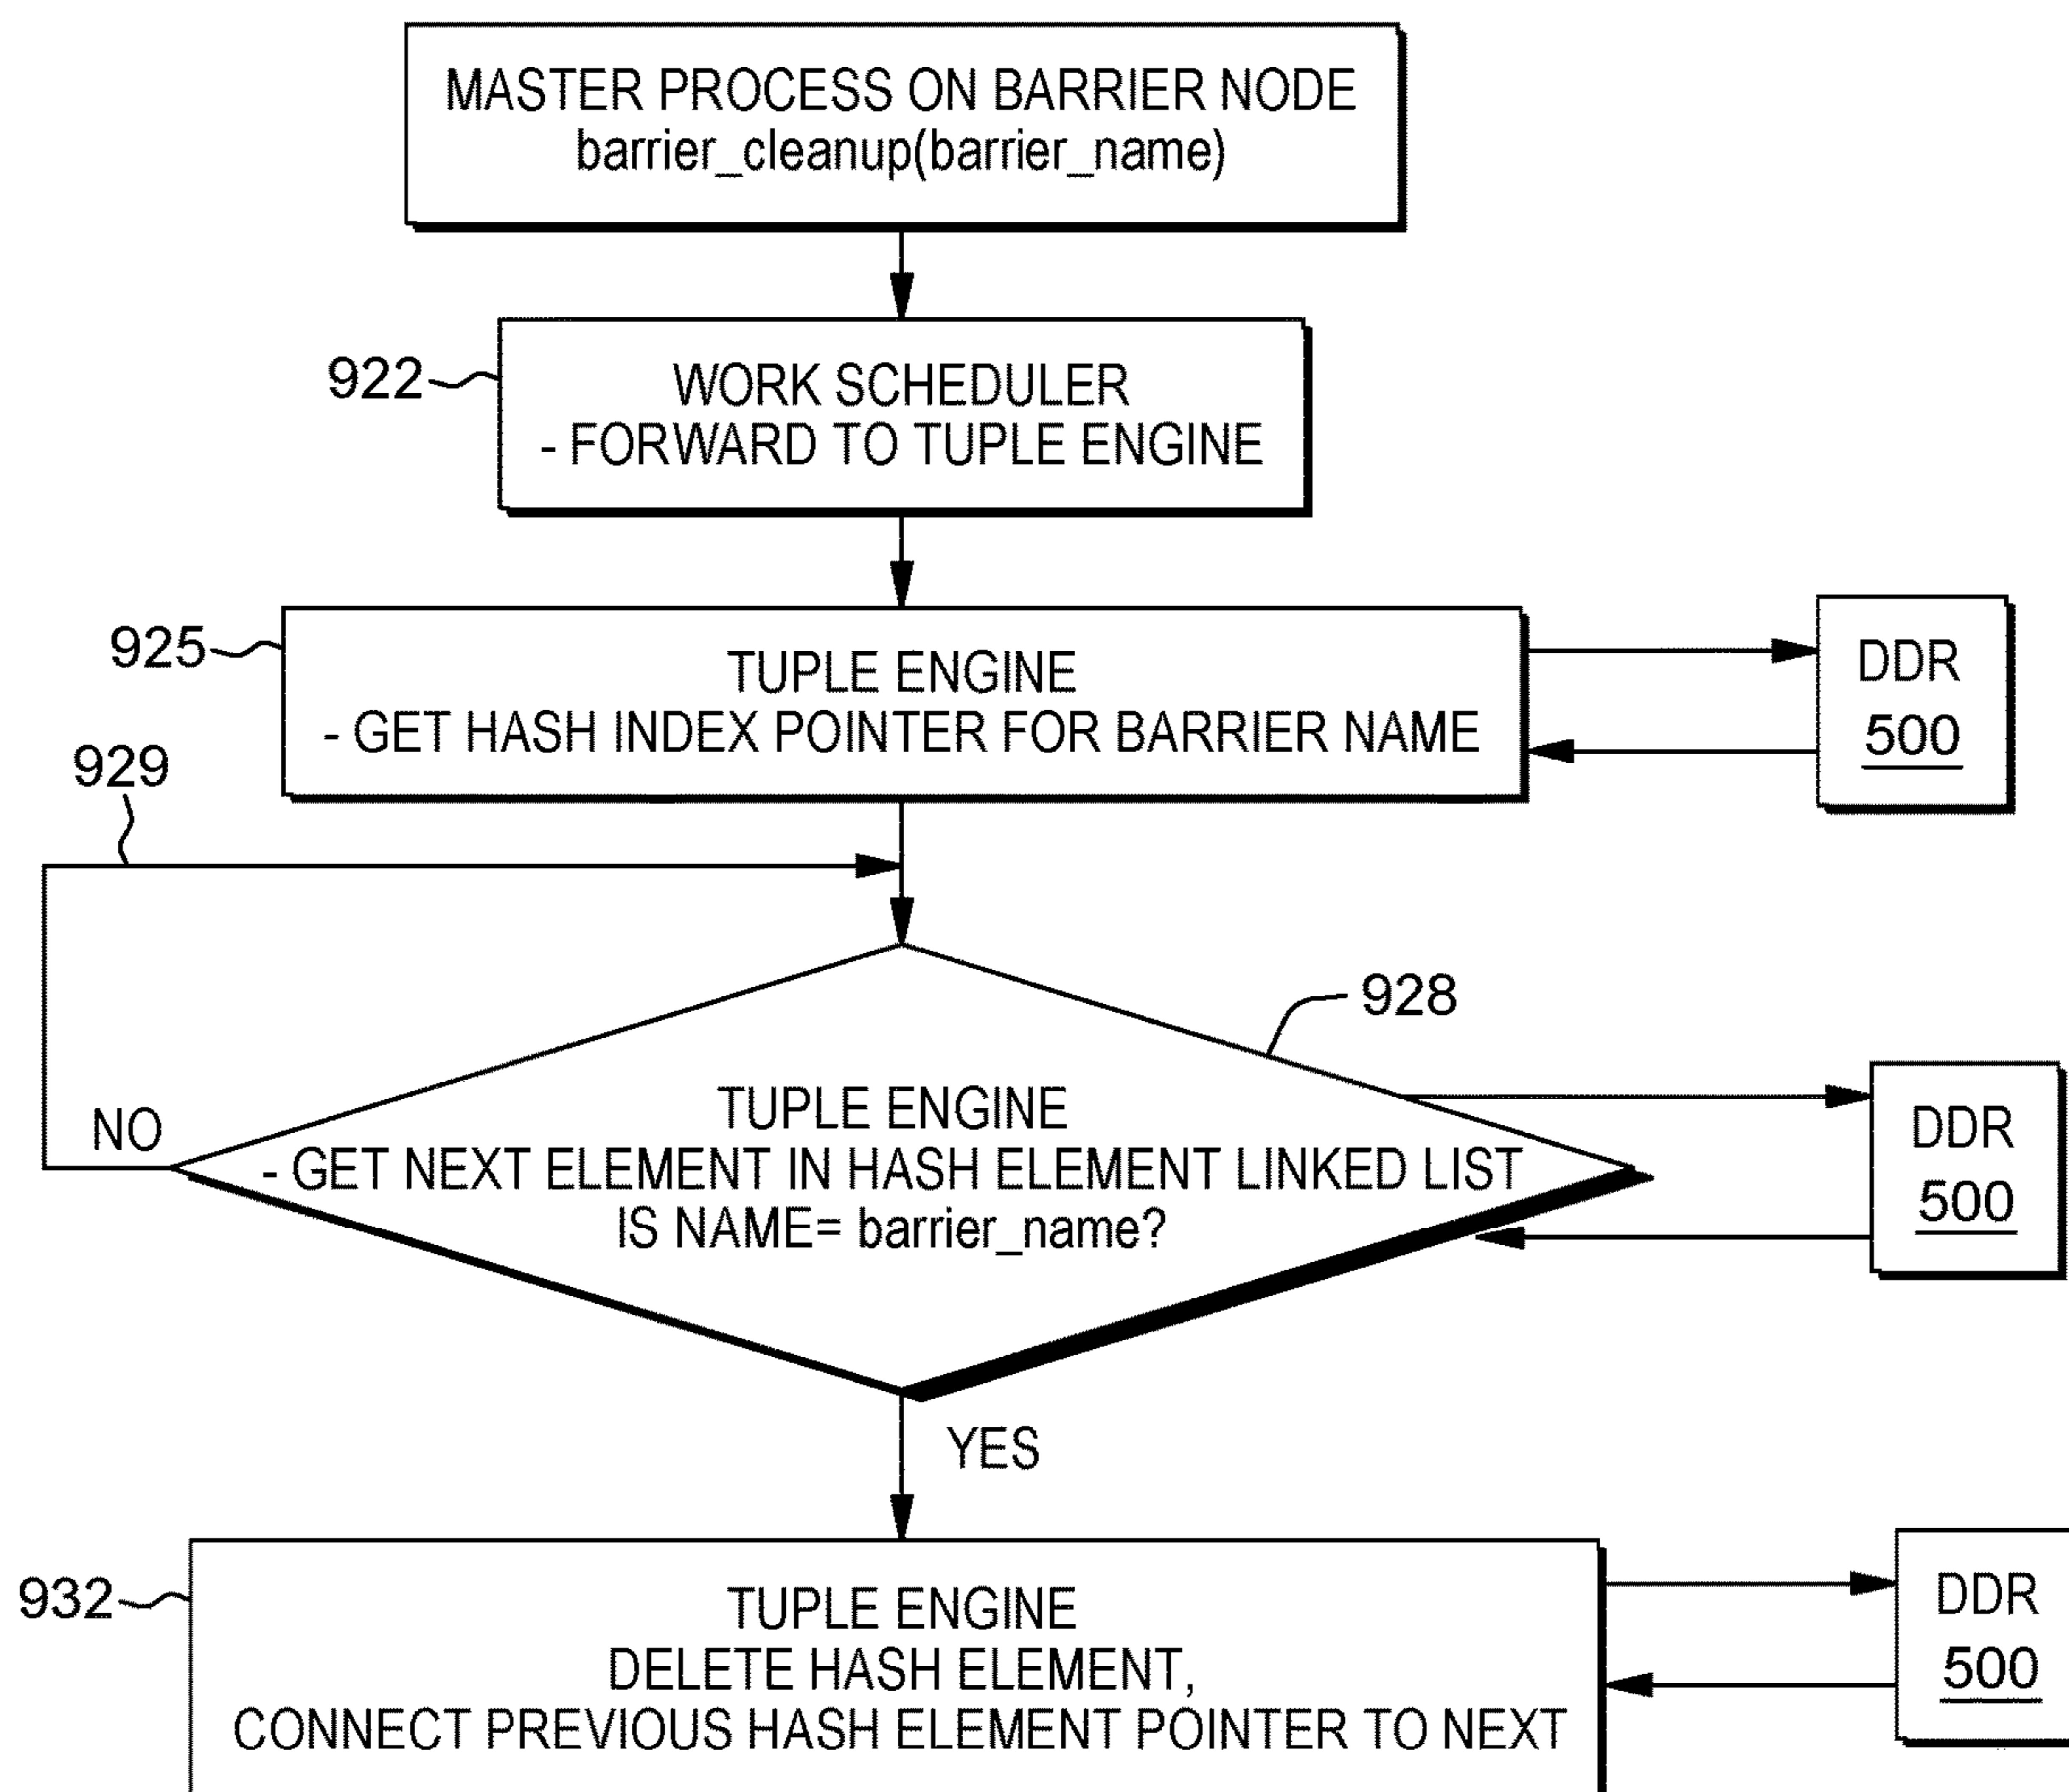 MASTER PROCESS ON BARRIER NODE
barrier_cleanup(barrier_name)
922
WORK SCHEDULER
- FORWARD TO TUPLE ENGINE
925
TUPLE ENGINE
- GET HASH INDEX POINTER FOR BARRIER NAME
DDR
500
929
928
NO
TUPLE ENGINE
- GET NEXT ELEMENT IN HASH ELEMENT LINKED LIST
IS NAME= barrier_name?
DDR
500
YES
932
TUPLE ENGINE
DELETE HASH ELEMENT,
CONNECT PREVIOUS HASH ELEMENT POINTER TO NEXT
DDR
500